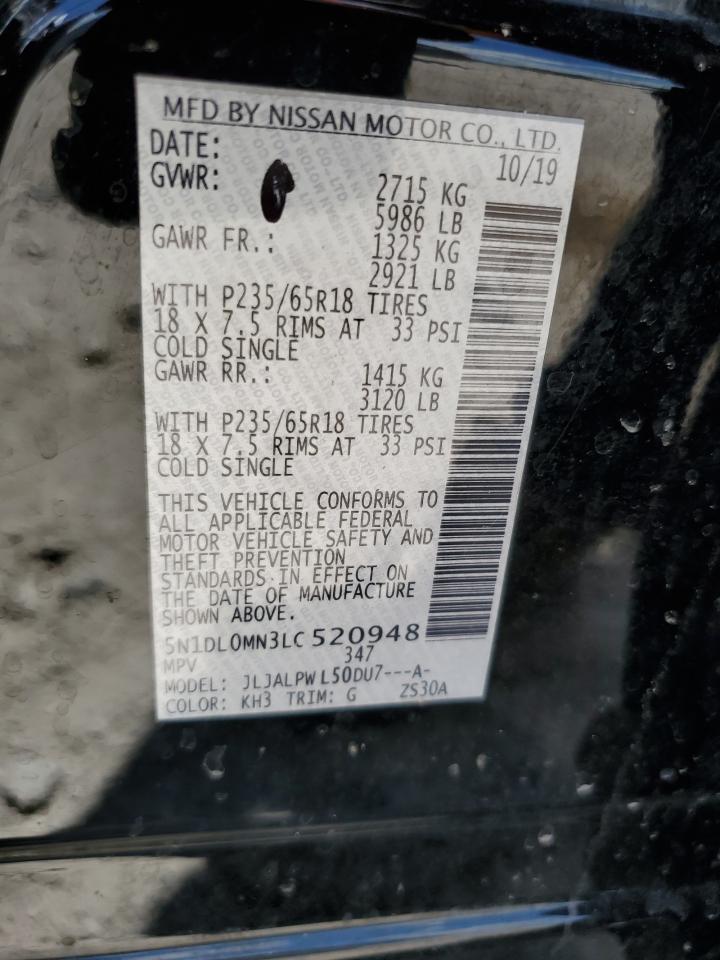 MFD BY NISSAN MOTOR CO., LTD.
DATE: 10/19
GVWR: 2715 KG
5986 LB
GAWR FR.: 1325 KG
2921 LB
WITH P235/65R18 TIRES
18 X 7.5 RIMS AT 33 PSI
COLD SINGLE
GAWR RR.: 1415 KG
3120 LB
WITH P235/65R18 TIRES
18 X 7.5 RIMS AT 33 PSI
COLD SINGLE
THIS VEHICLE CONFORMS TO
ALL APPLICABLE FEDERAL
MOTOR VEHICLE SAFETY AND
THEFT PREVENTION
STANDARDS IN EFFECT ON
THE DATE OF MANUFACTURE
SHOWN ABOVE.
5N1DL0MN3LC520948
MPV 347
MODEL: JLJALPWL50DU7---A-
COLOR: KH3 TRIM: G ZS30A